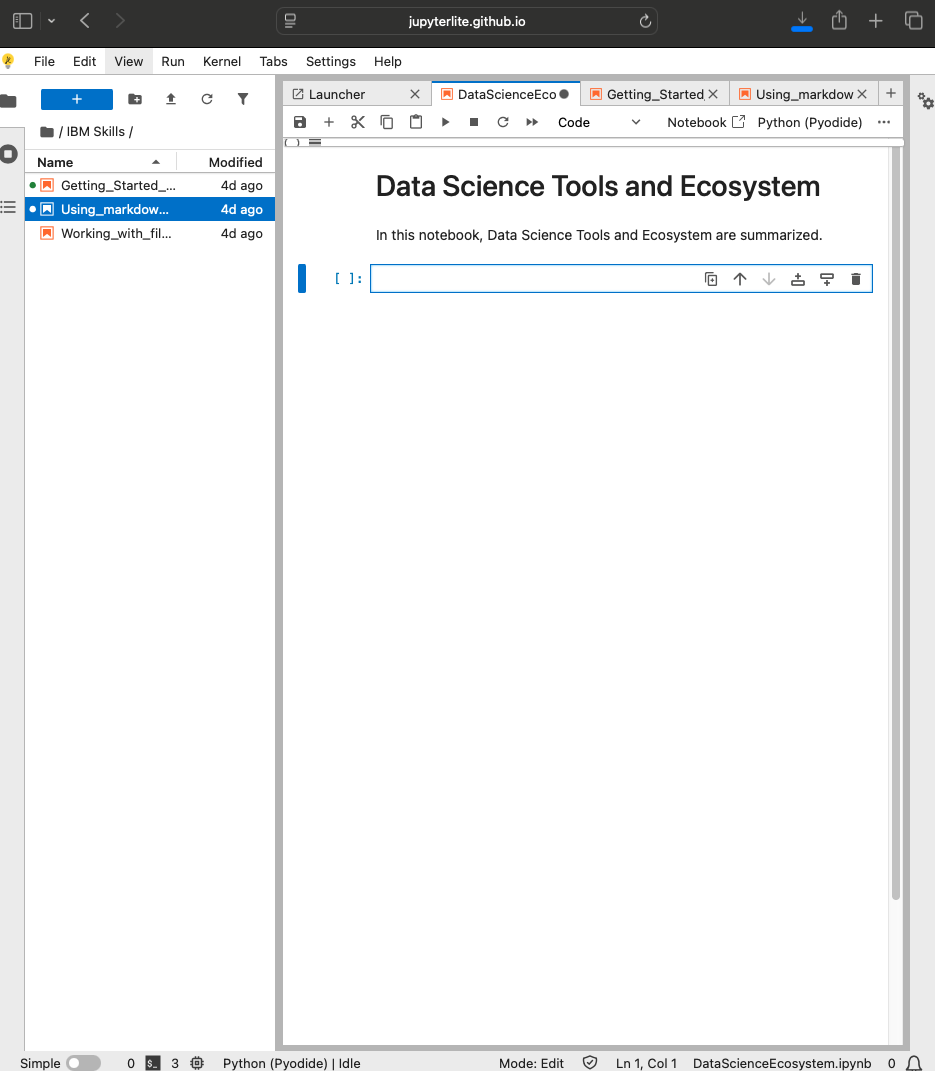 jupyterlite.github.io
File Edit View Run Kernel Tabs Settings Help
+
/ IBM Skills /
Name Modified
Getting_Started_... 4d ago
Using_markdow... 4d ago
Working_with_fil... 4d ago
Launcher DataScienceEco Getting_Started Using_markdow
Code Notebook Python (Pyodide) ...
Data Science Tools and Ecosystem
In this notebook, Data Science Tools and Ecosystem are summarized.
[ ]:
Simple 0 $_ 3 Python (Pyodide) | Idle Mode: Edit Ln 1, Col 1 DataScienceEcosystem.ipynb 0